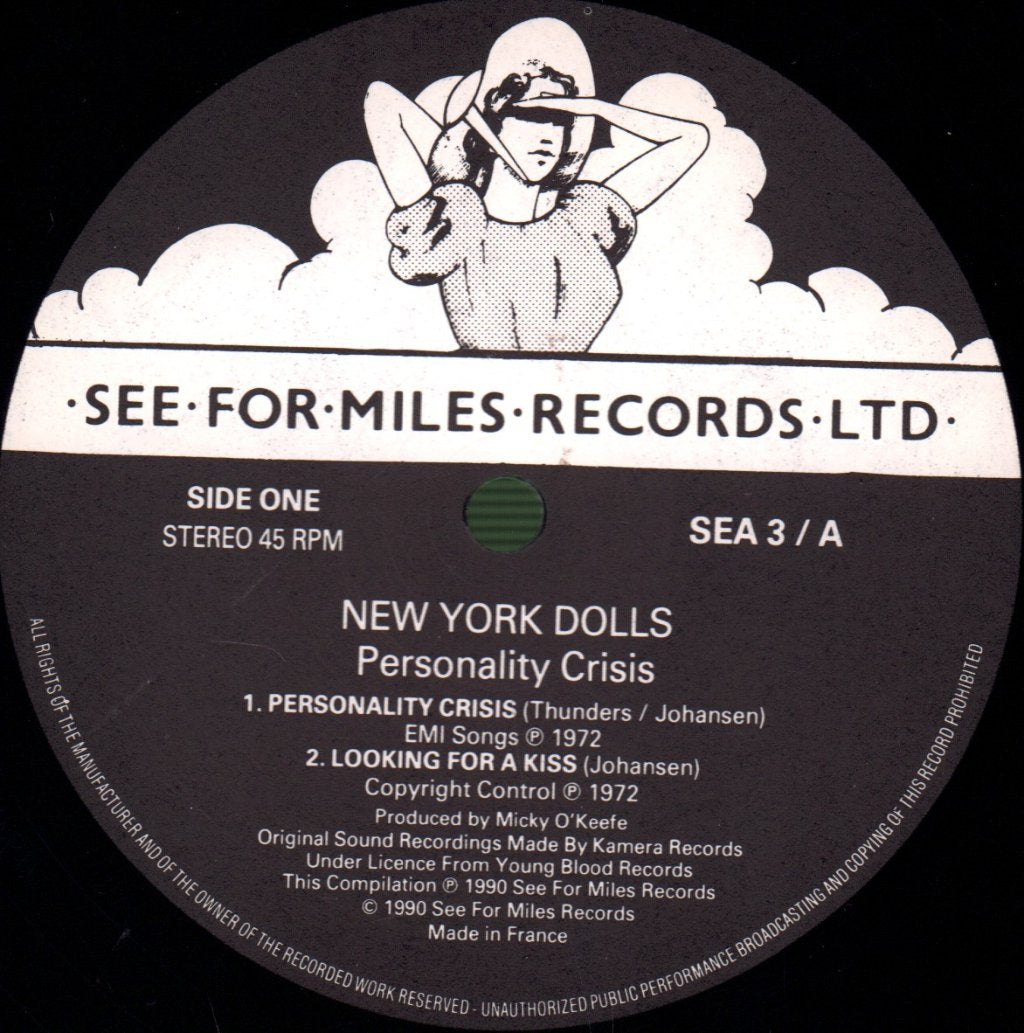 ·SEE·FOR·MILES·RECORDS·LTD·
SIDE ONE
STEREO 45 RPM
SEA 3 / A
NEW YORK DOLLS
Personality Crisis
1. PERSONALITY CRISIS (Thunders / Johansen)
EMI Songs ℗ 1972
2. LOOKING FOR A KISS (Johansen)
Copyright Control ℗ 1972
Produced by Micky O'Keefe
Original Sound Recordings Made By Kamera Records
Under Licence From Young Blood Records
This Compilation ℗ 1990 See For Miles Records
© 1990 See For Miles Records
Made in France
ALL RIGHTS OF THE MANUFACTURER AND OF THE OWNER OF THE RECORDED WORK RESERVED - UNAUTHORIZED PUBLIC PERFORMANCE BROADCASTING AND COPYING OF THIS RECORD PROHIBITED